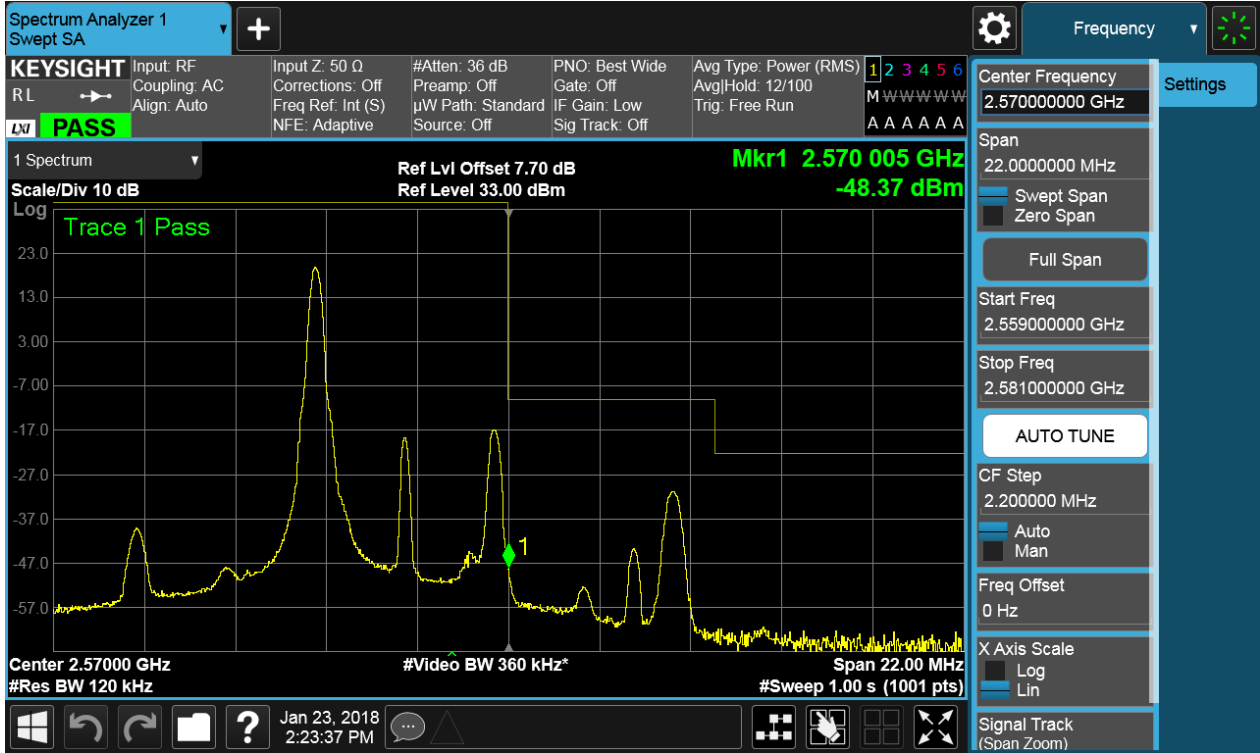 Spectrum Analyzer 1
Swept SA
+
Frequency
KEYSIGHT
RL
LXI PASS
Input: RF
Coupling: AC
Align: Auto
Input Z: 50 Ω
Corrections: Off
Freq Ref: Int (S)
NFE: Adaptive
#Atten: 36 dB
Preamp: Off
µW Path: Standard
Source: Off
PNO: Best Wide
Gate: Off
IF Gain: Low
Sig Track: Off
Avg Type: Power (RMS)
Avg|Hold: 12/100
Trig: Free Run
1 2 3 4 5 6
M W W W W W
A A A A A A
1 Spectrum
Scale/Div 10 dB
Ref Lvl Offset 7.70 dB
Ref Level 33.00 dBm
Mkr1 2.570 005 GHz
-48.37 dBm
Log
Trace 1 Pass
23.0
13.0
3.00
-7.00
-17.0
-27.0
-37.0
-47.0
-57.0
1
Center 2.57000 GHz
#Video BW 360 kHz*
Span 22.00 MHz
#Res BW 120 kHz
#Sweep 1.00 s (1001 pts)
Center Frequency
2.570000000 GHz
Span
22.0000000 MHz
Swept Span
Zero Span
Full Span
Start Freq
2.559000000 GHz
Stop Freq
2.581000000 GHz
AUTO TUNE
CF Step
2.200000 MHz
Auto
Man
Freq Offset
0 Hz
X Axis Scale
Log
Lin
Signal Track
(Span Zoom)
Settings
?
Jan 23, 2018
2:23:37 PM